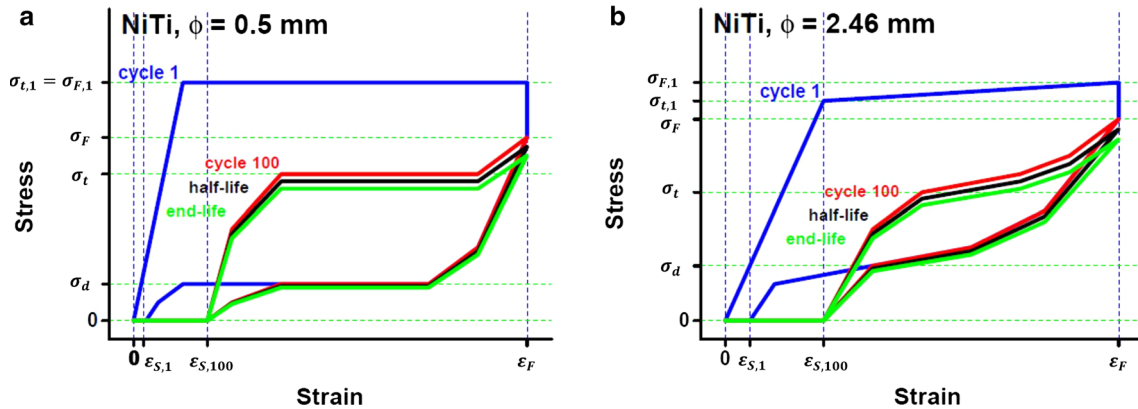 a
NiTi, ϕ = 0.5 mm
σt,1 = σF,1
cycle 1
σF
cycle 100
σt
half-life
end-life
σd
0
0
εS,1
εS,100
εF
Stress
Strain
b
NiTi, ϕ = 2.46 mm
σF,1
cycle 1
σt,1
σF
cycle 100
σt
half-life
end-life
σd
0
0
εS,1
εS,100
εF
Stress
Strain